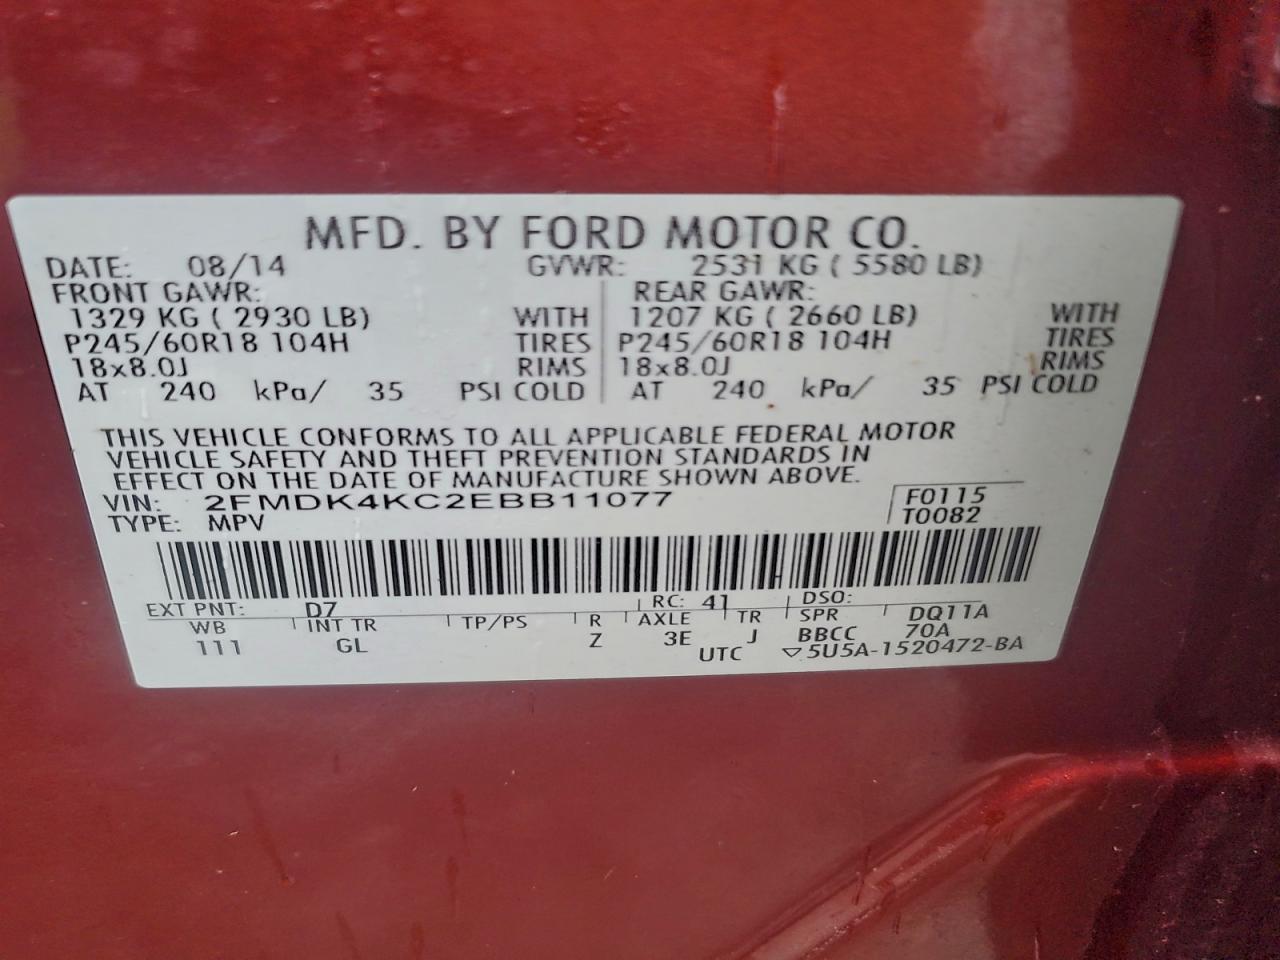 MFD. BY FORD MOTOR CO.
DATE: 08/14 GVWR: 2531 KG ( 5580 LB)
FRONT GAWR: REAR GAWR:
1329 KG ( 2930 LB) WITH 1207 KG ( 2660 LB) WITH
P245/60R18 104H TIRES P245/60R18 104H TIRES
18x8.0J RIMS 18x8.0J RIMS
AT 240 kPa/ 35 PSI COLD AT 240 kPa/ 35 PSI COLD
THIS VEHICLE CONFORMS TO ALL APPLICABLE FEDERAL MOTOR
VEHICLE SAFETY AND THEFT PREVENTION STANDARDS IN
EFFECT ON THE DATE OF MANUFACTURE SHOWN ABOVE.
VIN: 2FMDK4KC2EBB11077 F0115
TYPE: MPV T0082
EXT PNT: D7 RC: 41 DSO:
WB INT TR TP/PS R AXLE TR SPR DQ11A
111 GL Z 3E J BBCC 70A
UTC ▽5U5A-1520472-BA